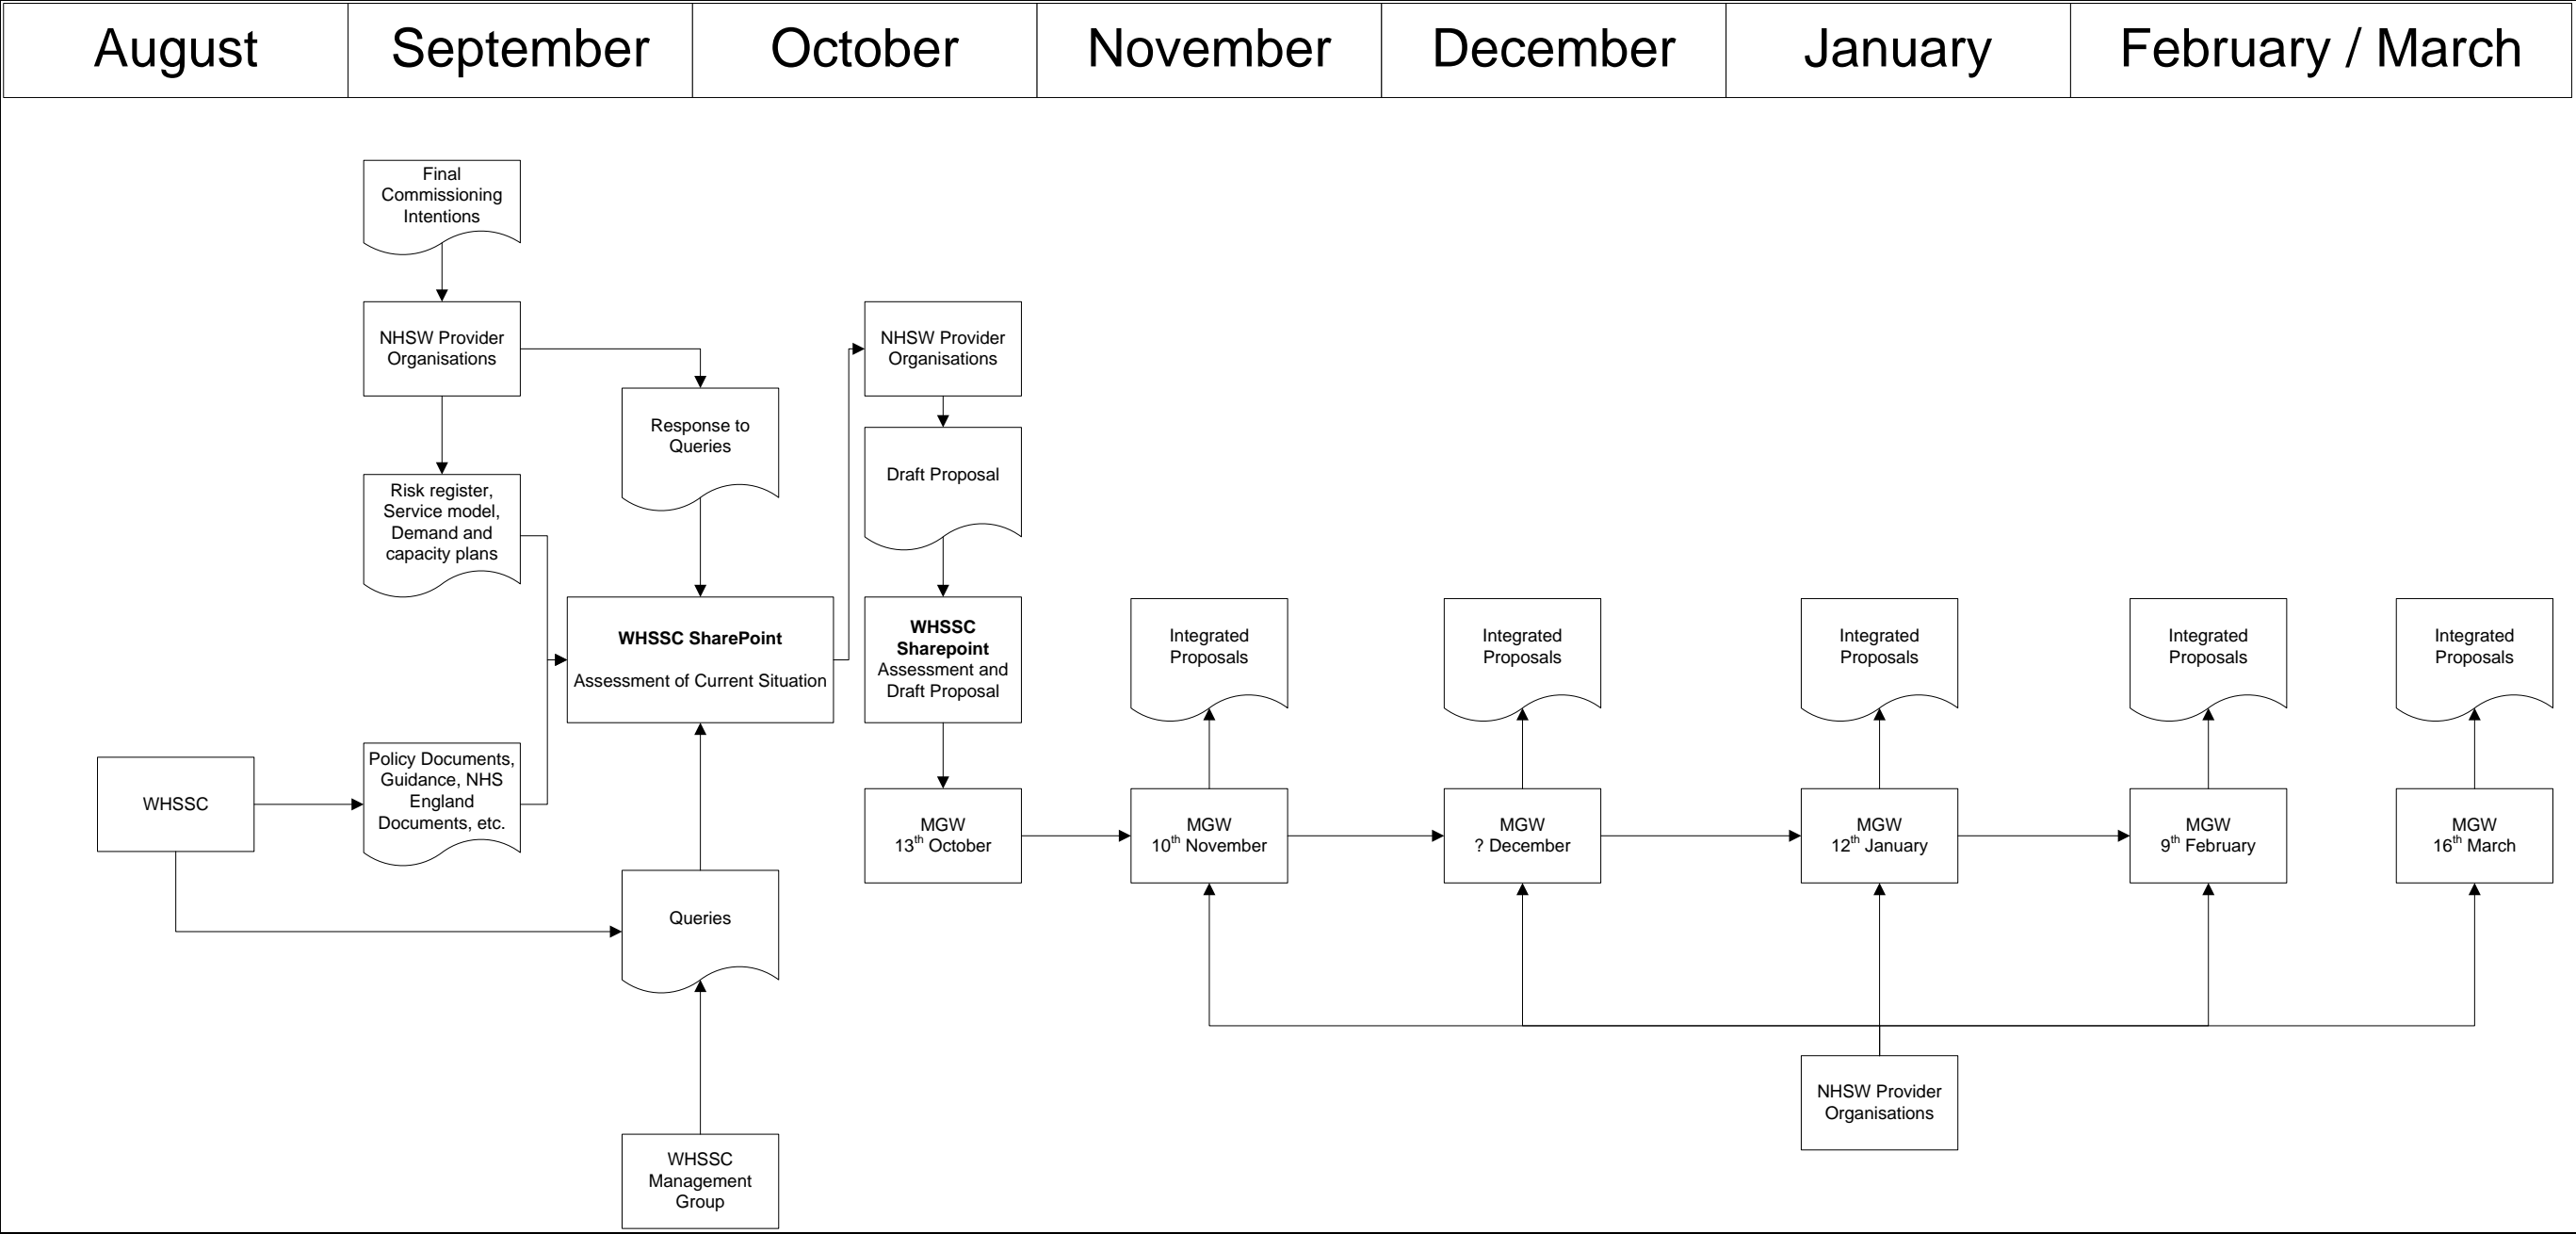 August
September
October
November
December
January
February / March
Final
Commissioning
Intentions
NHSW Provider
Organisations
NHSW Provider
Organisations
Response to
Queries
Draft Proposal
Risk register,
Service model,
Demand and
capacity plans
WHSSC SharePoint
Assessment of Current Situation
WHSSC
Sharepoint
Assessment and
Draft Proposal
Integrated
Proposals
Integrated
Proposals
Integrated
Proposals
Integrated
Proposals
Integrated
Proposals
WHSSC
Policy Documents,
Guidance, NHS
England
Documents, etc.
MGW
13th October
MGW
10th November
MGW
? December
MGW
12th January
MGW
9th February
MGW
16th March
Queries
NHSW Provider
Organisations
WHSSC
Management
Group